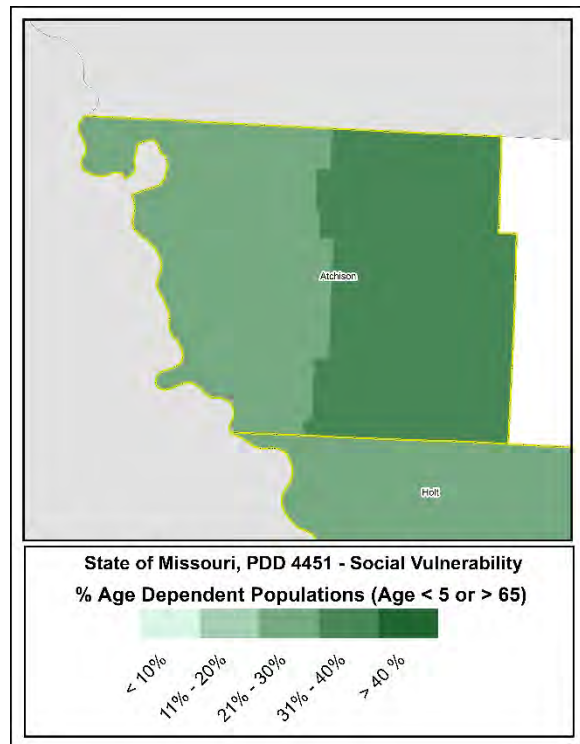 Atchison
Holt
State of Missouri, PDD 4451 - Social Vulnerability
% Age Dependent Populations (Age < 5 or > 65)
< 10%
11% - 20%
21% - 30%
31% - 40%
> 40 %